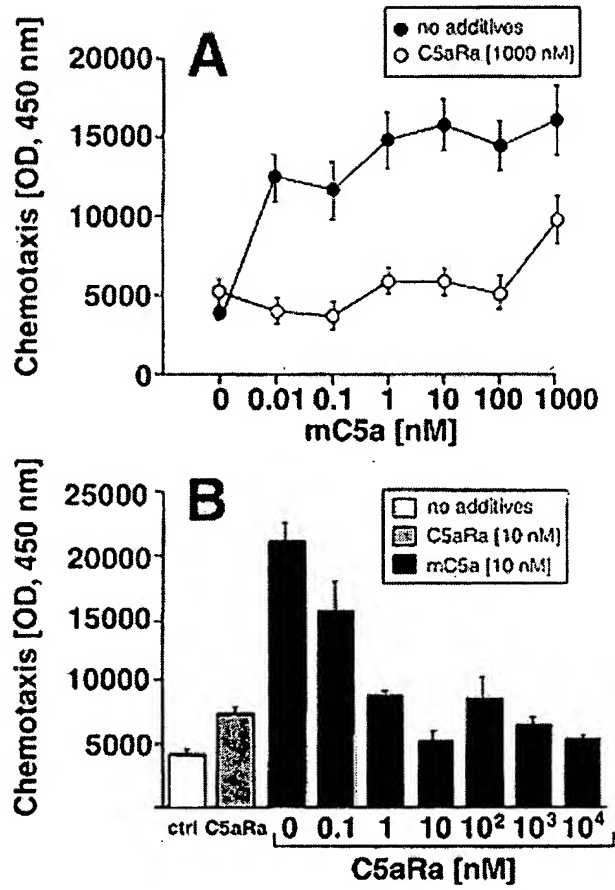 A
● no additives
○ C5aRa [1000 nM]
Chemotaxis [OD, 450 nm]
20000
15000
10000
5000
0
0 0.01 0.1 1 10 100 1000
mC5a [nM]
B
no additives
C5aRa [10 nM]
mC5a [10 nM]
Chemotaxis [OD, 450 nm]
25000
20000
15000
10000
5000
ctrl C5aRa 0 0.1 1 10 10² 10³ 10⁴
C5aRa [nM]